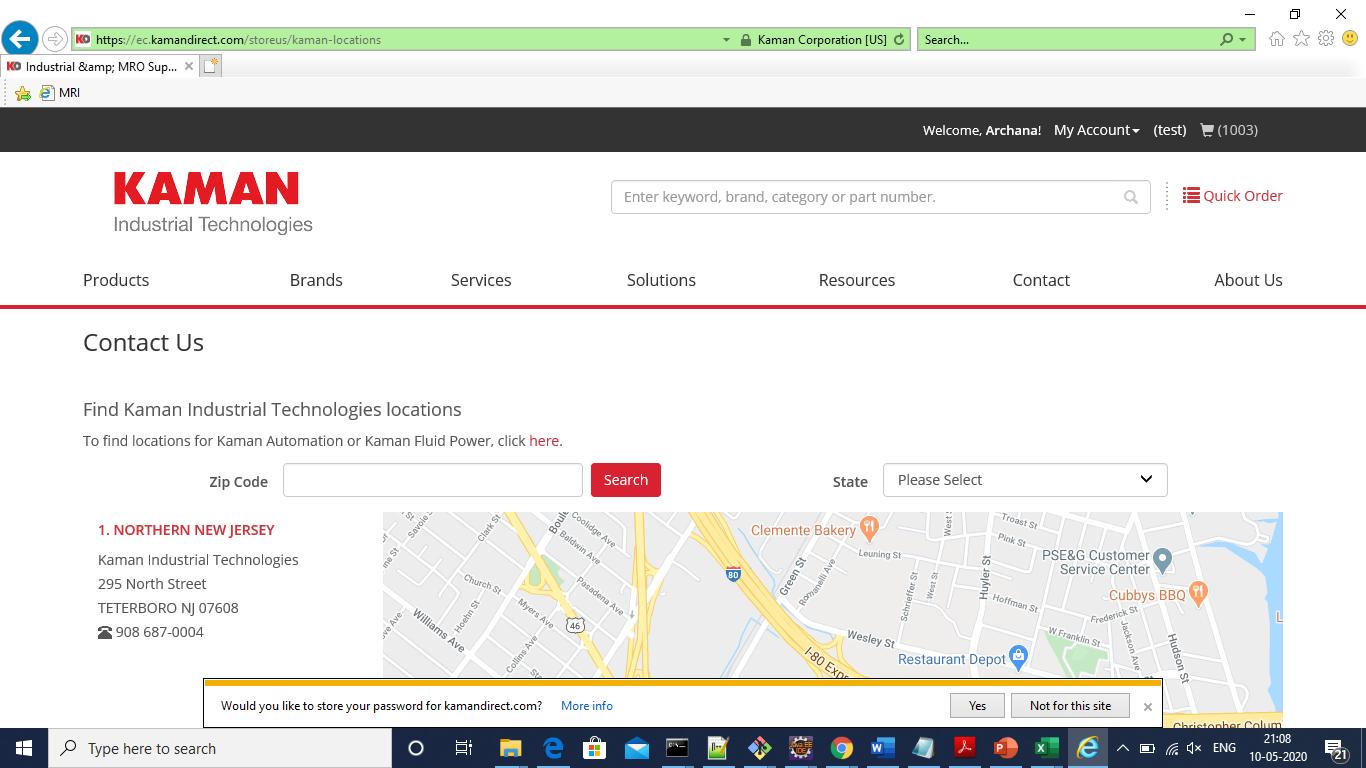 https://ec.kamandirect.com/storeus/kaman-locations
Kaman Corporation [US]
Search...
KD Industrial &amp; MRO Sup...
MRI
Welcome, Archana!
My Account
(test)
(1003)
KAMAN
Industrial Technologies
Enter keyword, brand, category or part number.
Quick Order
Products Brands Services Solutions Resources Contact About Us
Contact Us
Find Kaman Industrial Technologies locations
To find locations for Kaman Automation or Kaman Fluid Power, click here.
Zip Code
Search
State
Please Select
1. NORTHERN NEW JERSEY
Kaman Industrial Technologies
295 North Street
TETERBORO NJ 07608
908 687-0004
Clark St
Coolidge Ave
Baldwin Ave
Church St
Pasadena Ave
Hoehn St
Myers Ave
Williams Ave
Collins Ave
46
80
Clemente Bakery
Leuning St
Green St
Romanelli Ave
Wesley St
I-80 Exp
Schrieffer St
West St
West St
Huyler St
Troast St
Pink St
PSE&G Customer
Service Center
Cubbys BBQ
Hoffman St
Frederick St
W Franklin St
Jackson Ave
Hudson St
Restaurant Depot
Christopher Colum
Would you like to store your password for kamandirect.com?
More info
Yes
Not for this site
Type here to search
ENG
21:08
10-05-2020
21